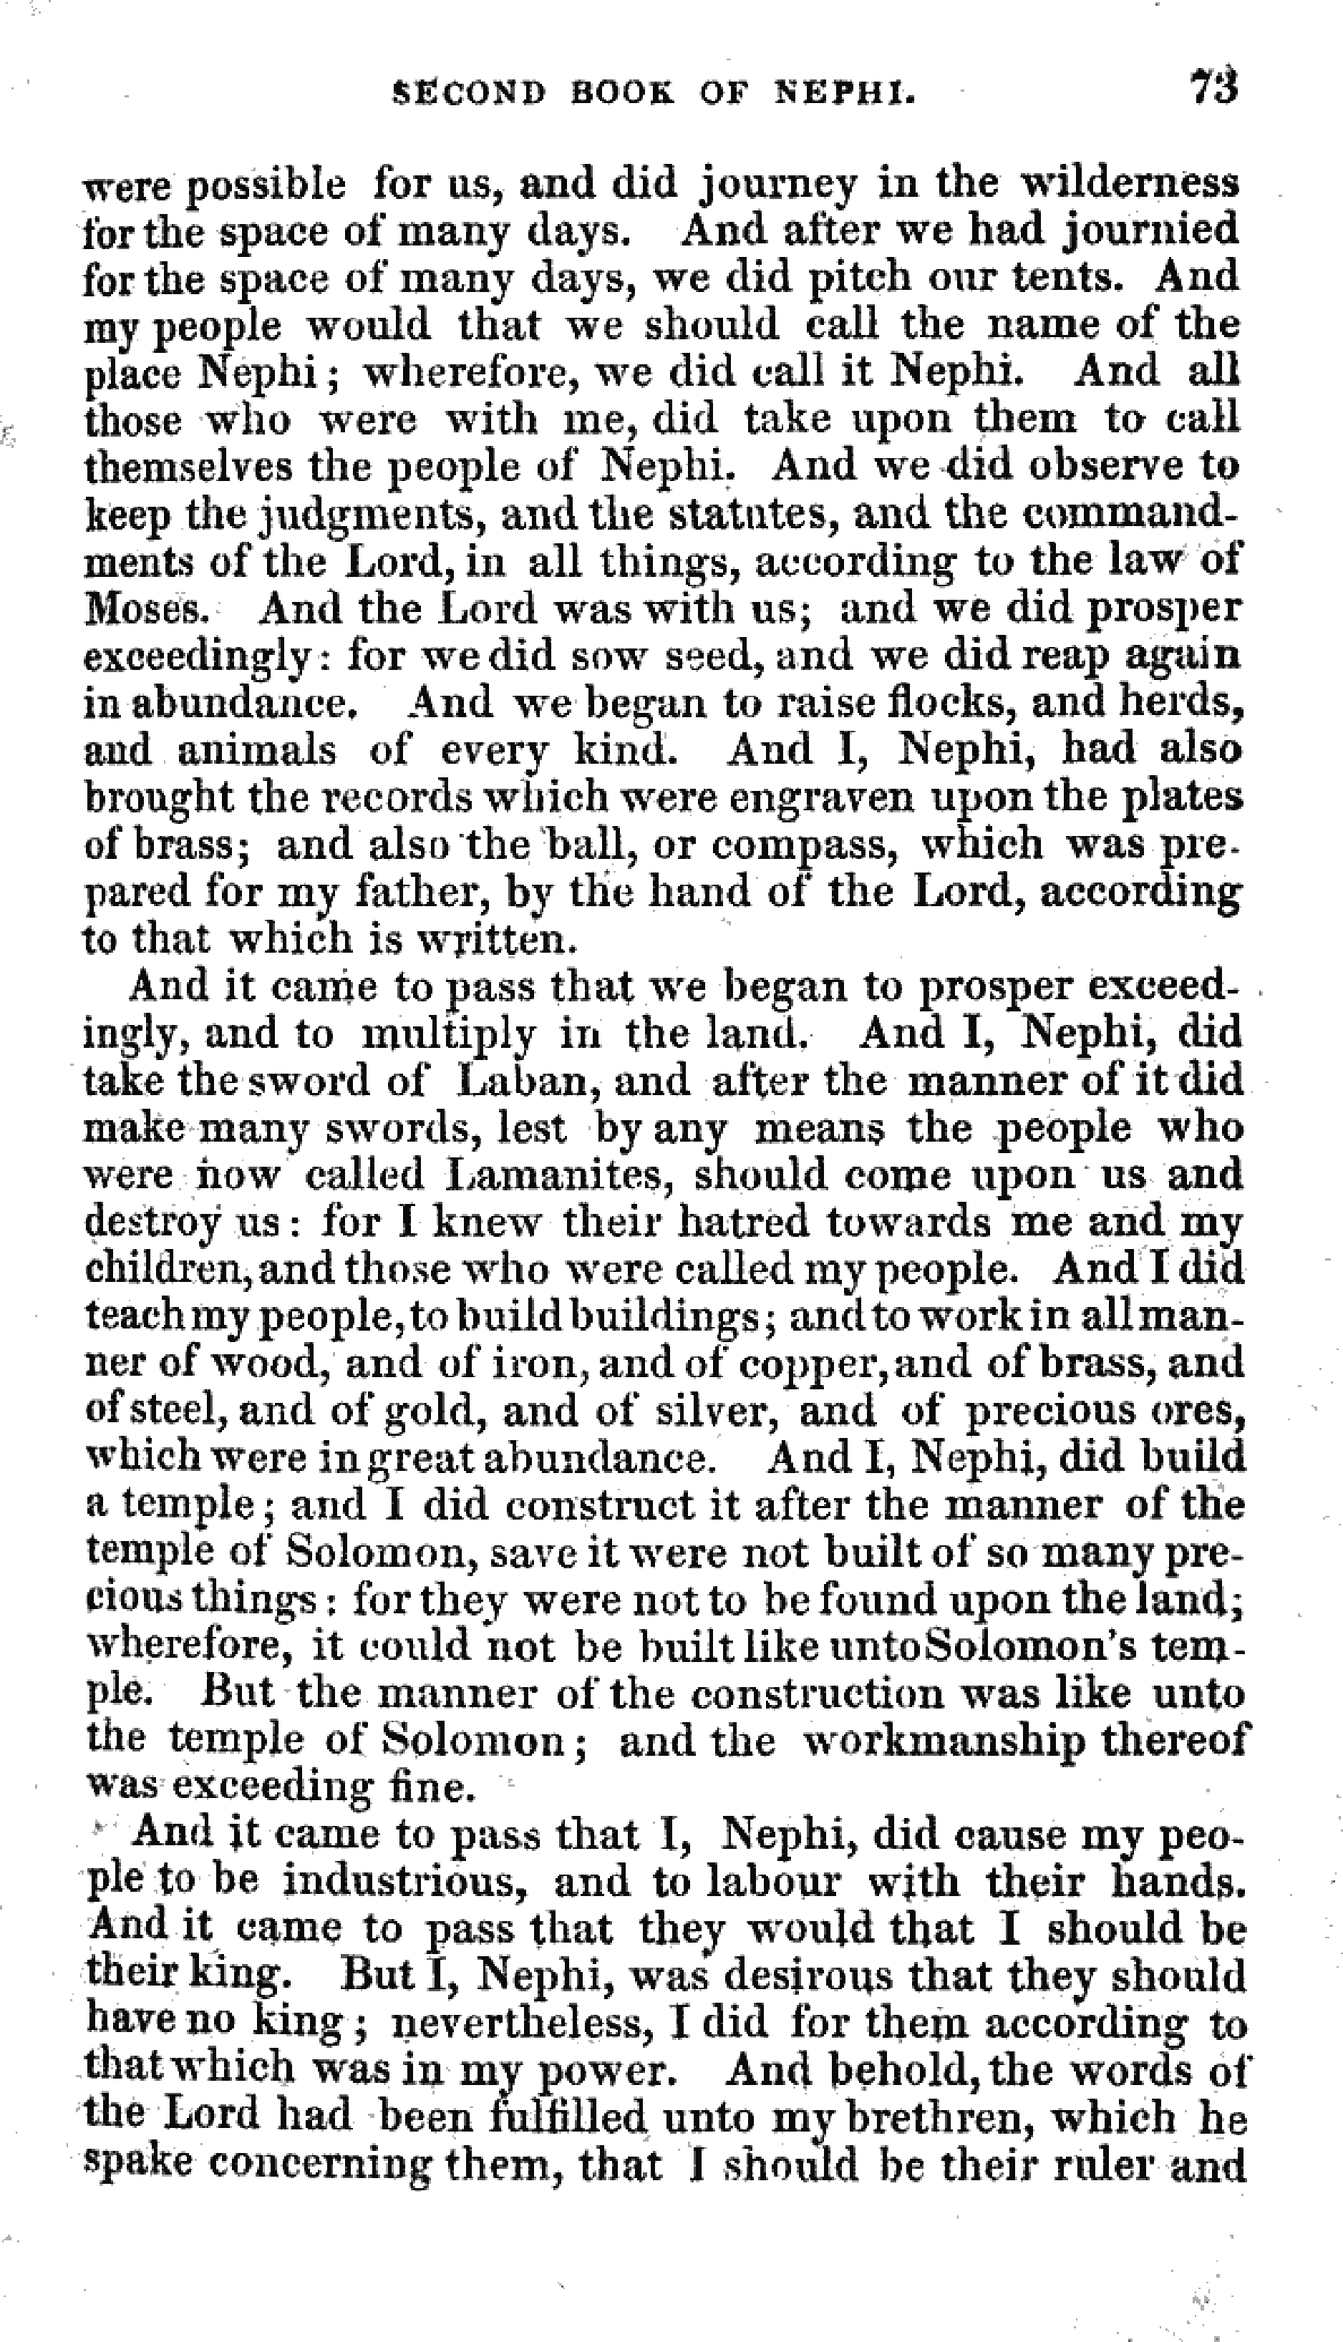 SECOND BOOK OF NEPHI. 73
were possible for us, and did journey in the wilderness
for the space of many days. And after we had journied
for the space of many days, we did pitch our tents. And
my people would that we should call the name of the
place Nephi; wherefore, we did call it Nephi. And all
those who were with me, did take upon them to call
themselves the people of Nephi. And we did observe to
keep the judgments, and the statutes, and the command-
ments of the Lord, in all things, according to the law of
Moses. And the Lord was with us; and we did prosper
exceedingly: for we did sow seed, and we did reap again
in abundance. And we began to raise flocks, and herds,
and animals of every kind. And I, Nephi, had also
brought the records which were engraven upon the plates
of brass; and also the ball, or compass, which was pre-
pared for my father, by the hand of the Lord, according
to that which is written.
And it came to pass that we began to prosper exceed-
ingly, and to multiply in the land. And I, Nephi, did
take the sword of Laban, and after the manner of it did
make many swords, lest by any means the people who
were now called Lamanites, should come upon us and
destroy us: for I knew their hatred towards me and my
children, and those who were called my people. And I did
teach my people, to build buildings; and to work in all man-
ner of wood, and of iron, and of copper, and of brass, and
of steel, and of gold, and of silver, and of precious ores,
which were in great abundance. And I, Nephi, did build
a temple; and I did construct it after the manner of the
temple of Solomon, save it were not built of so many pre-
cious things: for they were not to be found upon the land;
wherefore, it could not be built like unto Solomon's tem-
ple. But the manner of the construction was like unto
the temple of Solomon; and the workmanship thereof
was exceeding fine.
And it came to pass that I, Nephi, did cause my peo-
ple to be industrious, and to labour with their hands.
And it came to pass that they would that I should be
their king. But I, Nephi, was desirous that they should
have no king; nevertheless, I did for them according to
that which was in my power. And behold, the words of
the Lord had been fulfilled unto my brethren, which he
spake concerning them, that I should be their ruler and